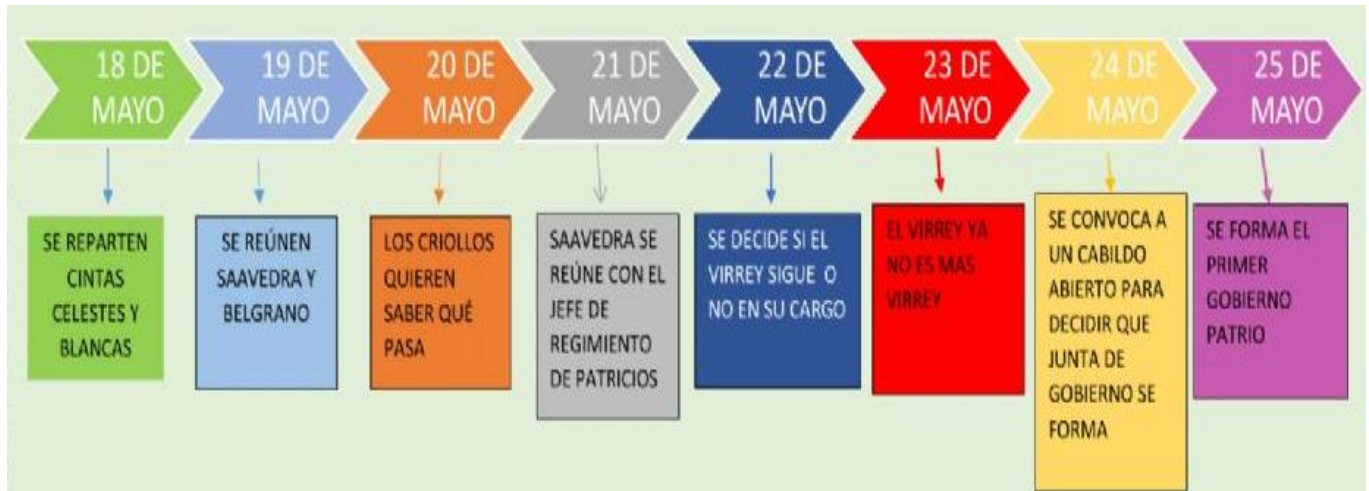 18 DE
MAYO
19 DE
MAYO
20 DE
MAYO
21 DE
MAYO
22 DE
MAYO
23 DE
MAYO
24 DE
MAYO
25 DE
MAYO
SE REPARTEN
CINTAS
CELESTES Y
BLANCAS
SE REÚNEN
SAAVEDRA Y
BELGRANO
LOS CRIOLLOS
QUIEREN
SABER QUÉ
PASA
SAAVEDRA SE
REÚNE CON EL
JEFE DE
REGIMIENTO
DE PATRICIOS
SE DECIDE SI EL
VIRREY SIGUE O
NO EN SU CARGO
EL VIRREY YA
NO ES MAS
VIRREY
SE CONVOCA A
UN CABILDO
ABIERTO PARA
DECIDIR QUE
JUNTA DE
GOBIERNO SE
FORMA
SE FORMA EL
PRIMER
GOBIERNO
PATRIO